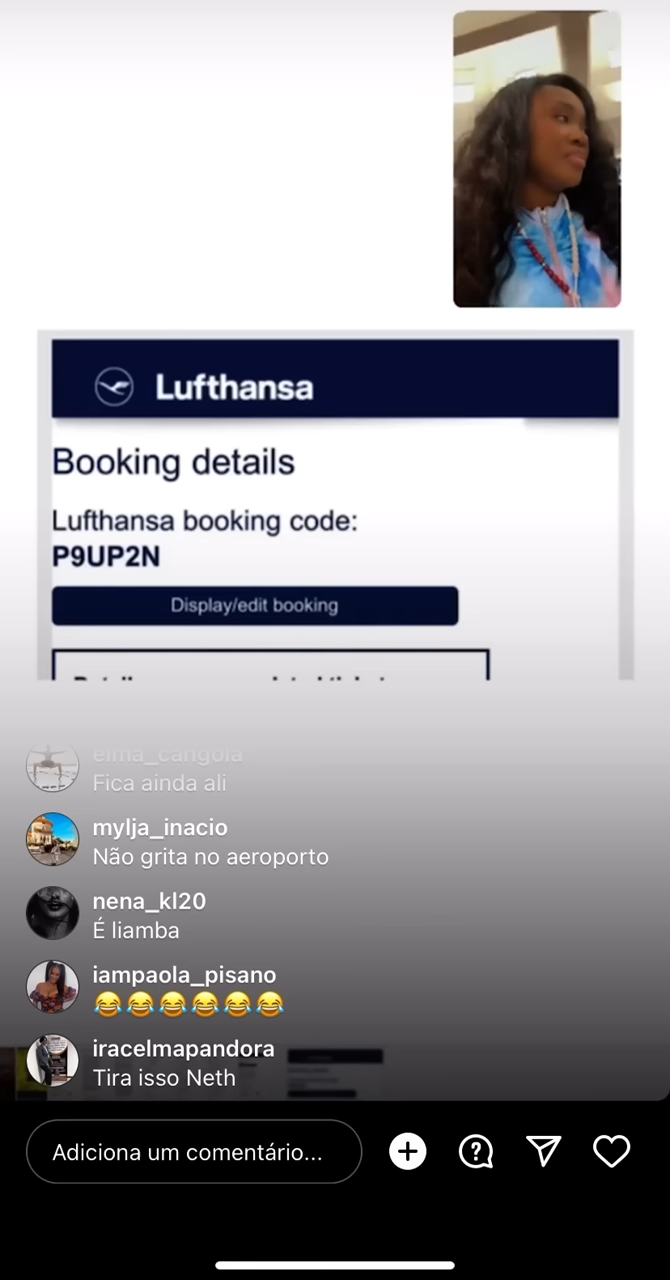 Lufthansa
Booking details
Lufthansa booking code:
P9UP2N
Display/edit booking
elma_cangola
Fica ainda ali
mylja_inacio
Não grita no aeroporto
nena_kl20
É liamba
iampaola_pisano
😂😂😂😂😂😂
iracelmapandora
Tira isso Neth
Adiciona um comentário...